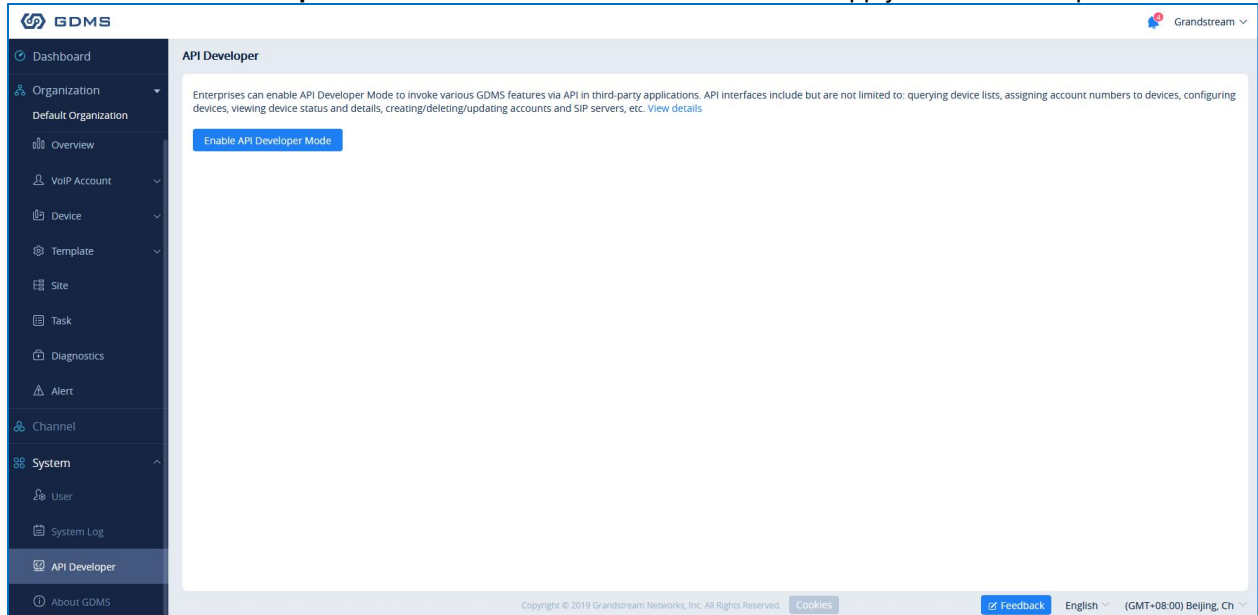 GDMS
4
Grandstream
Dashboard
Organization
Default Organization
Overview
VoIP Account
Device
Template
Site
Task
Diagnostics
Alert
Channel
System
User
System Log
API Developer
About GDMS
API Developer
Enterprises can enable API Developer Mode to invoke various GDMS features via API in third-party applications. API interfaces include but are not limited to: querying device lists, assigning account numbers to devices, configuring
devices, viewing device status and details, creating/deleting/updating accounts and SIP servers, etc. View details
Enable API Developer Mode
Copyright © 2019 Grandstream Networks, Inc. All Rights Reserved. Cookies
Feedback English (GMT+08:00) Beijing, Ch